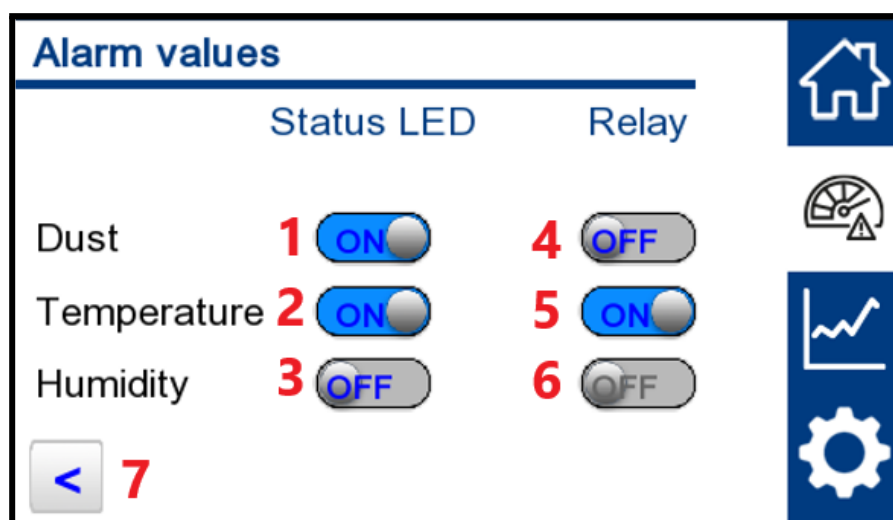 Alarm values
Status LED Relay
Dust 1 ON 4 OFF
Temperature 2 ON 5 ON
Humidity 3 OFF 6 OFF
< 7